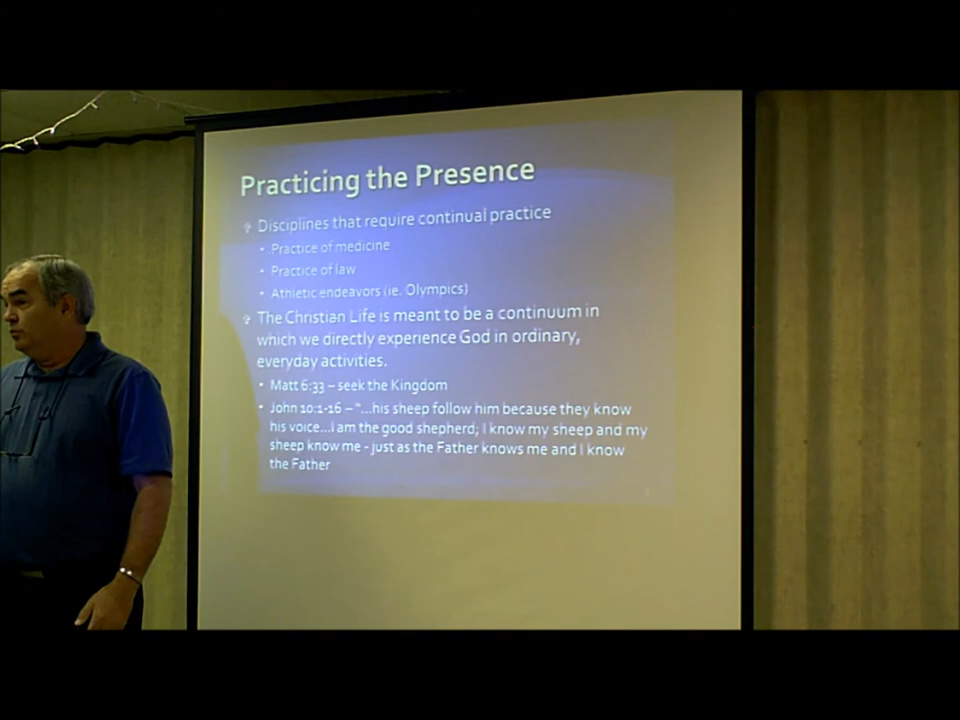 Practicing the Presence
Disciplines that require continual practice
• Practice of medicine
• Practice of law
• Athletic endeavors (ie. Olympics)
The Christian Life is meant to be a continuum in
which we directly experience God in ordinary,
everyday activities.
• Matt 6:33 – seek the Kingdom
• John 10:1-16 – "...his sheep follow him because they know
his voice...I am the good shepherd; I know my sheep and my
sheep know me - just as the Father knows me and I know
the Father